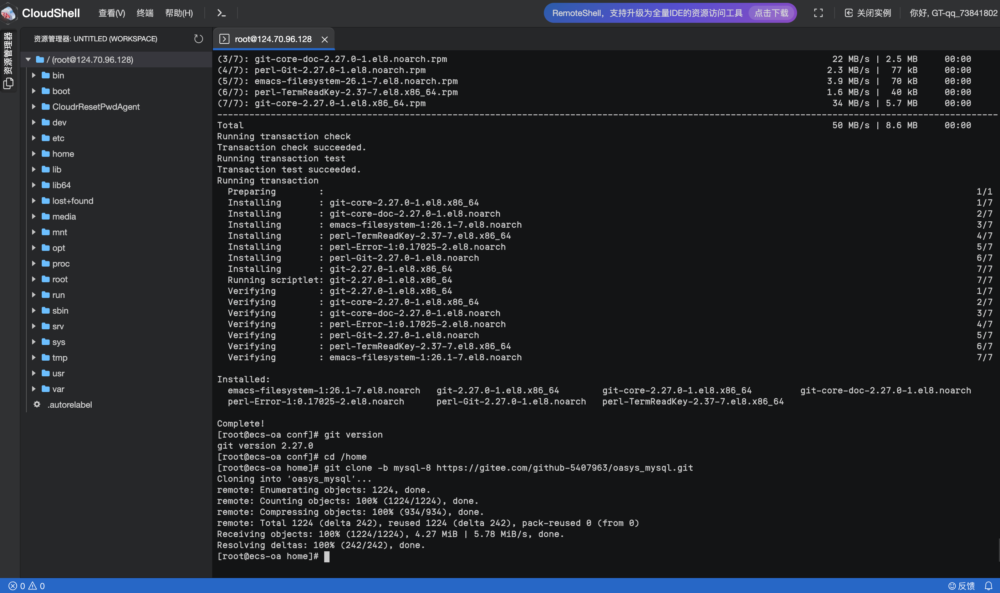 CloudShell 查看(V) 终端 帮助(H) RemoteShell，支持升级为全量IDE的资源访问工具 点击下载 关闭实例 你好, GT-qq_73841802
资源管理器
资源管理器: UNTITLED (WORKSPACE)
/ (root@124.70.96.128)
bin
boot
CloudrResetPwdAgent
dev
etc
home
lib
lib64
lost+found
media
mnt
opt
proc
root
run
sbin
srv
sys
tmp
usr
var
.autorelabel
root@124.70.96.128
(3/7): git-core-doc-2.27.0-1.el8.noarch.rpm 22 MB/s | 2.5 MB 00:00
(4/7): perl-Git-2.27.0-1.el8.noarch.rpm 2.3 MB/s | 77 kB 00:00
(5/7): emacs-filesystem-26.1-7.el8.noarch.rpm 3.9 MB/s | 70 kB 00:00
(6/7): perl-TermReadKey-2.37-7.el8.x86_64.rpm 1.6 MB/s | 40 kB 00:00
(7/7): git-core-2.27.0-1.el8.x86_64.rpm 34 MB/s | 5.7 MB 00:00
--------------------------------------------------------------------------------------------------------------------------------------------------
Total 50 MB/s | 8.6 MB 00:00
Running transaction check
Transaction check succeeded.
Running transaction test
Transaction test succeeded.
Running transaction
Preparing : 1/1
Installing : git-core-2.27.0-1.el8.x86_64 1/7
Installing : git-core-doc-2.27.0-1.el8.noarch 2/7
Installing : emacs-filesystem-1:26.1-7.el8.noarch 3/7
Installing : perl-TermReadKey-2.37-7.el8.x86_64 4/7
Installing : perl-Error-1:0.17025-2.el8.noarch 5/7
Installing : perl-Git-2.27.0-1.el8.noarch 6/7
Installing : git-2.27.0-1.el8.x86_64 7/7
Running scriptlet: git-2.27.0-1.el8.x86_64 7/7
Verifying : git-2.27.0-1.el8.x86_64 1/7
Verifying : git-core-2.27.0-1.el8.x86_64 2/7
Verifying : git-core-doc-2.27.0-1.el8.noarch 3/7
Verifying : perl-Error-1:0.17025-2.el8.noarch 4/7
Verifying : perl-Git-2.27.0-1.el8.noarch 5/7
Verifying : perl-TermReadKey-2.37-7.el8.x86_64 6/7
Verifying : emacs-filesystem-1:26.1-7.el8.noarch 7/7
Installed:
emacs-filesystem-1:26.1-7.el8.noarch git-2.27.0-1.el8.x86_64 git-core-2.27.0-1.el8.x86_64 git-core-doc-2.27.0-1.el8.noarch
perl-Error-1:0.17025-2.el8.noarch perl-Git-2.27.0-1.el8.noarch perl-TermReadKey-2.37-7.el8.x86_64
Complete!
[root@ecs-oa conf]# git version
git version 2.27.0
[root@ecs-oa conf]# cd /home
[root@ecs-oa home]# git clone -b mysql-8 https://gitee.com/github-5407963/oasys_mysql.git
Cloning into 'oasys_mysql'...
remote: Enumerating objects: 1224, done.
remote: Counting objects: 100% (1224/1224), done.
remote: Compressing objects: 100% (934/934), done.
remote: Total 1224 (delta 242), reused 1224 (delta 242), pack-reused 0 (from 0)
Receiving objects: 100% (1224/1224), 4.27 MiB | 5.78 MiB/s, done.
Resolving deltas: 100% (242/242), done.
[root@ecs-oa home]#
0 0 反馈